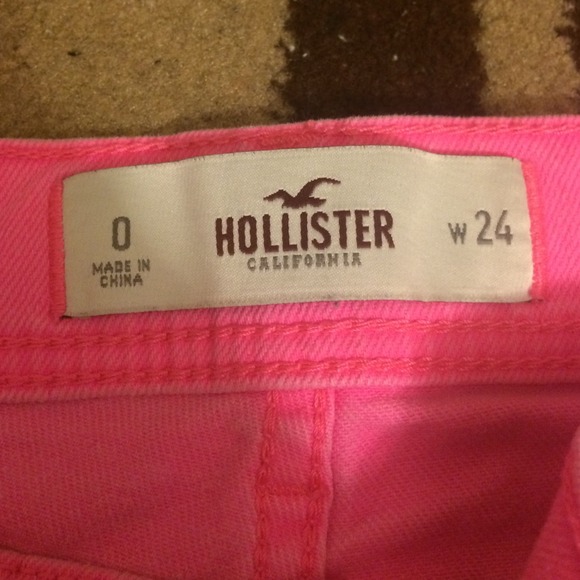 0
MADE IN
CHINA
HOLLISTER
CALIFORNIA
W 24